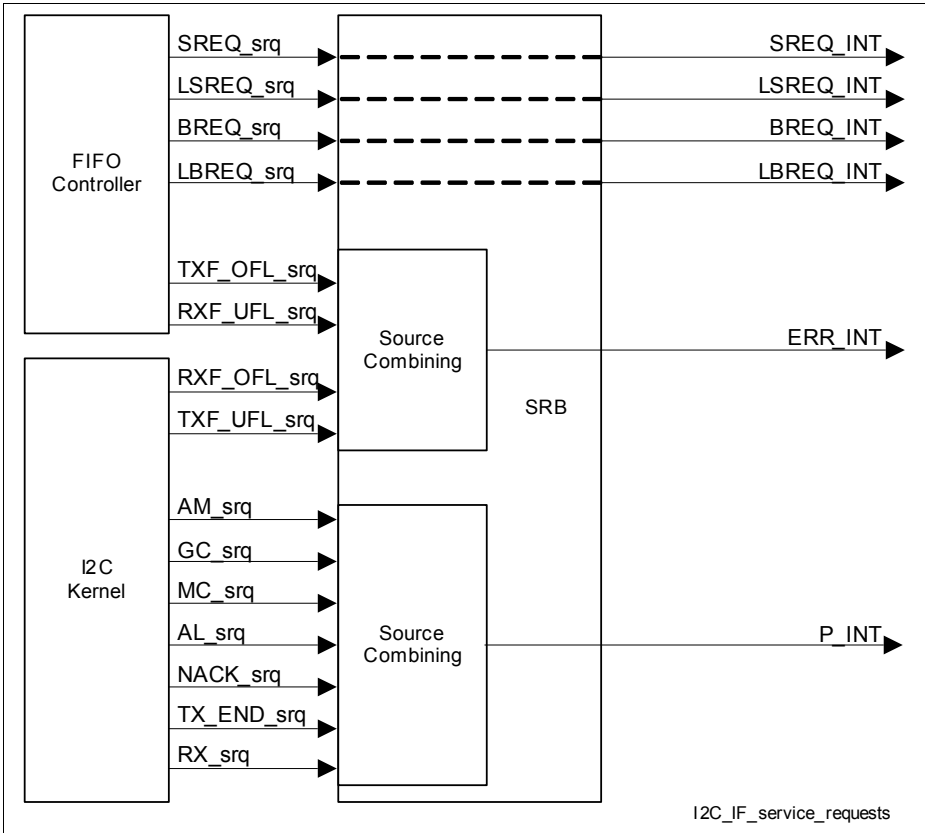 SREQ_srq
SREQ_INT
LSREQ_srq
LSREQ_INT
BREQ_srq
BREQ_INT
FIFO
Controller
LBREQ_srq
LBREQ_INT
TXF_OFL_srq
RXF_UFL_srq
Source
Combining
ERR_INT
RXF_OFL_srq
TXF_UFL_srq
SRB
AM_srq
GC_srq
I2C
Kernel
MC_srq
AL_srq
Source
Combining
P_INT
NACK_srq
TX_END_srq
RX_srq
I2C_IF_service_requests